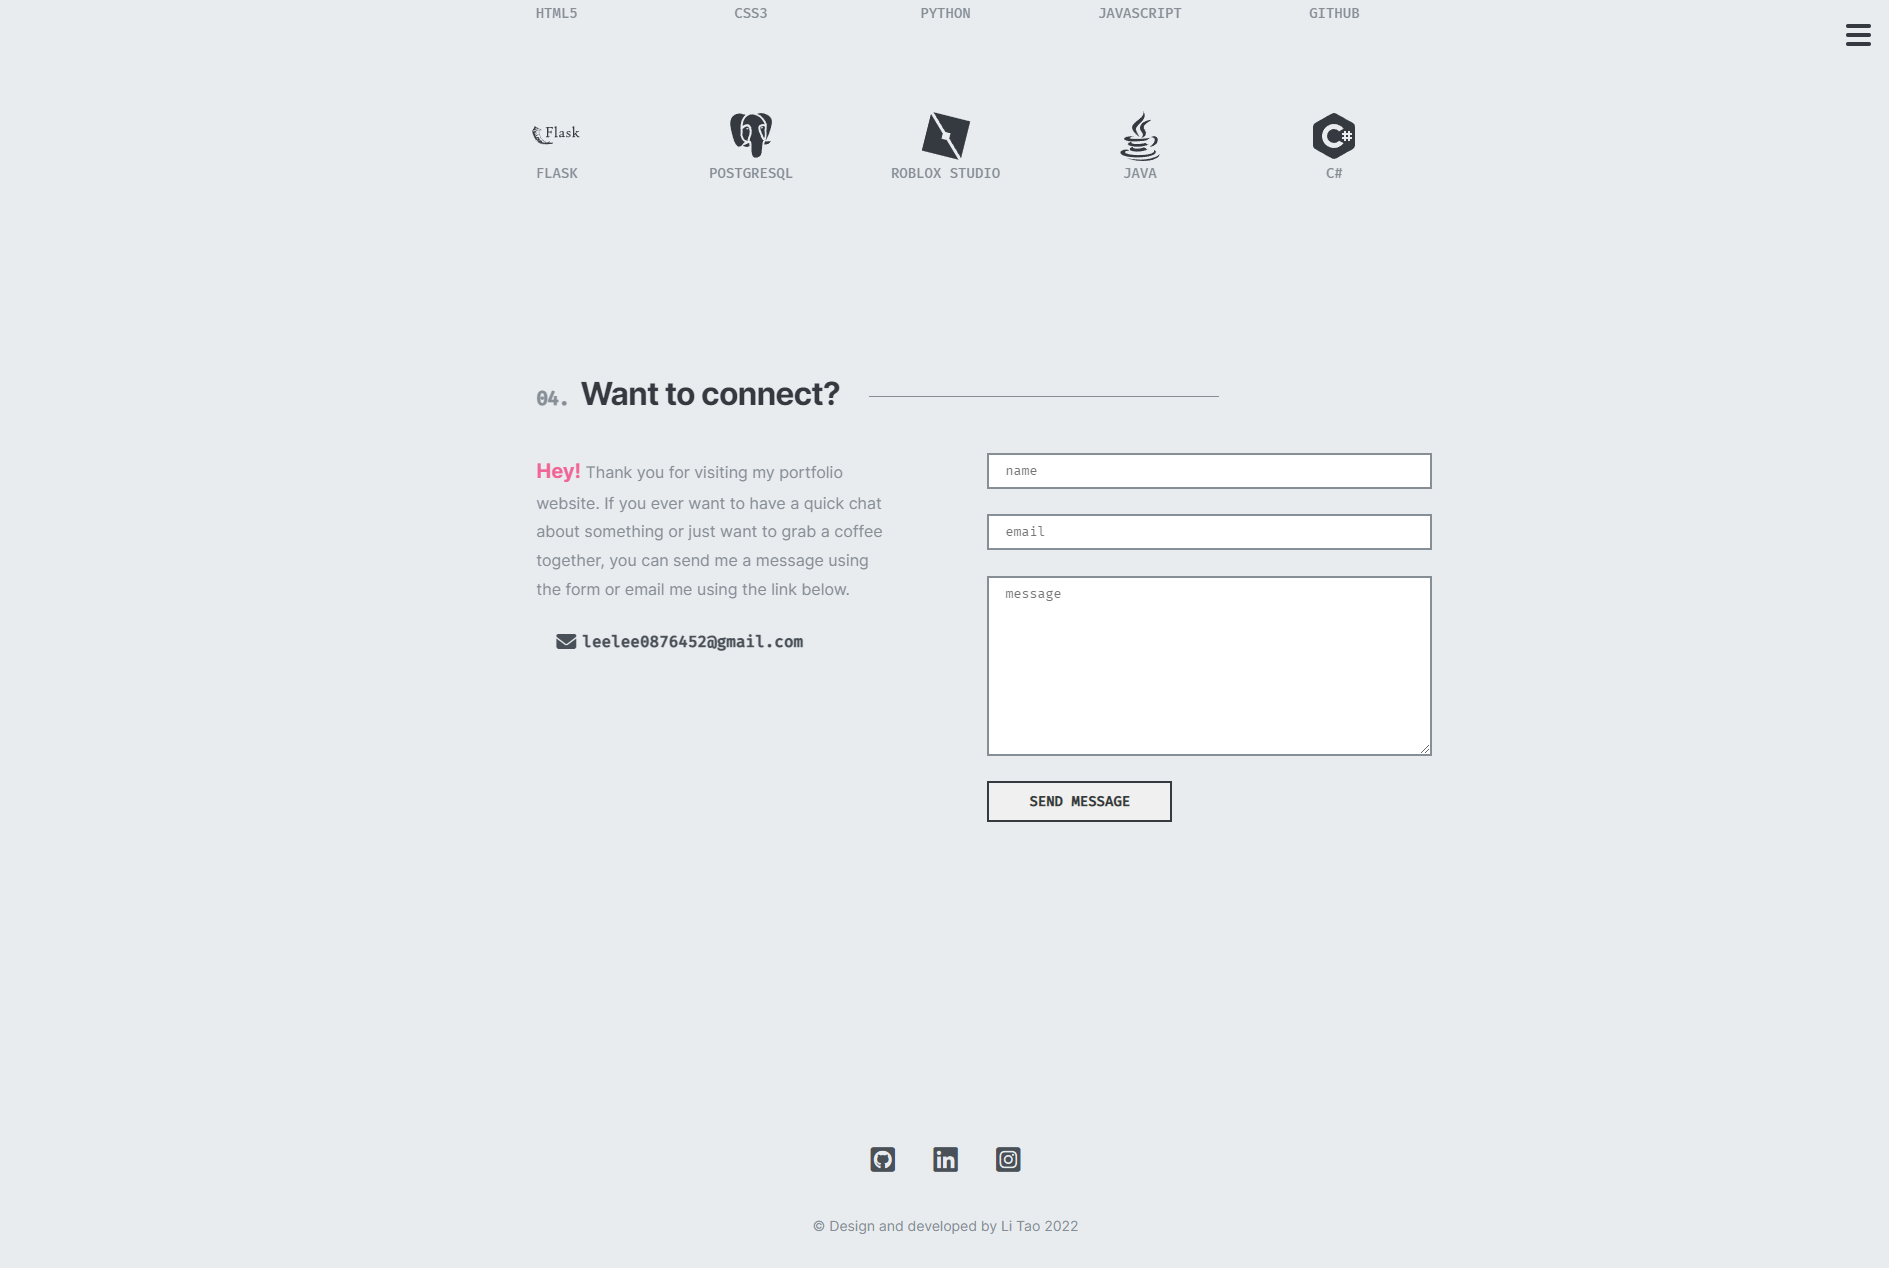 HTML5 CSS3 PYTHON JAVASCRIPT GITHUB
Flask
FLASK POSTGRESQL ROBLOX STUDIO JAVA C#
04. Want to connect?
Hey! Thank you for visiting my portfolio
website. If you ever want to have a quick chat
about something or just want to grab a coffee
together, you can send me a message using
the form or email me using the link below.
leelee0876452@gmail.com
name
email
message
SEND MESSAGE
© Design and developed by Li Tao 2022